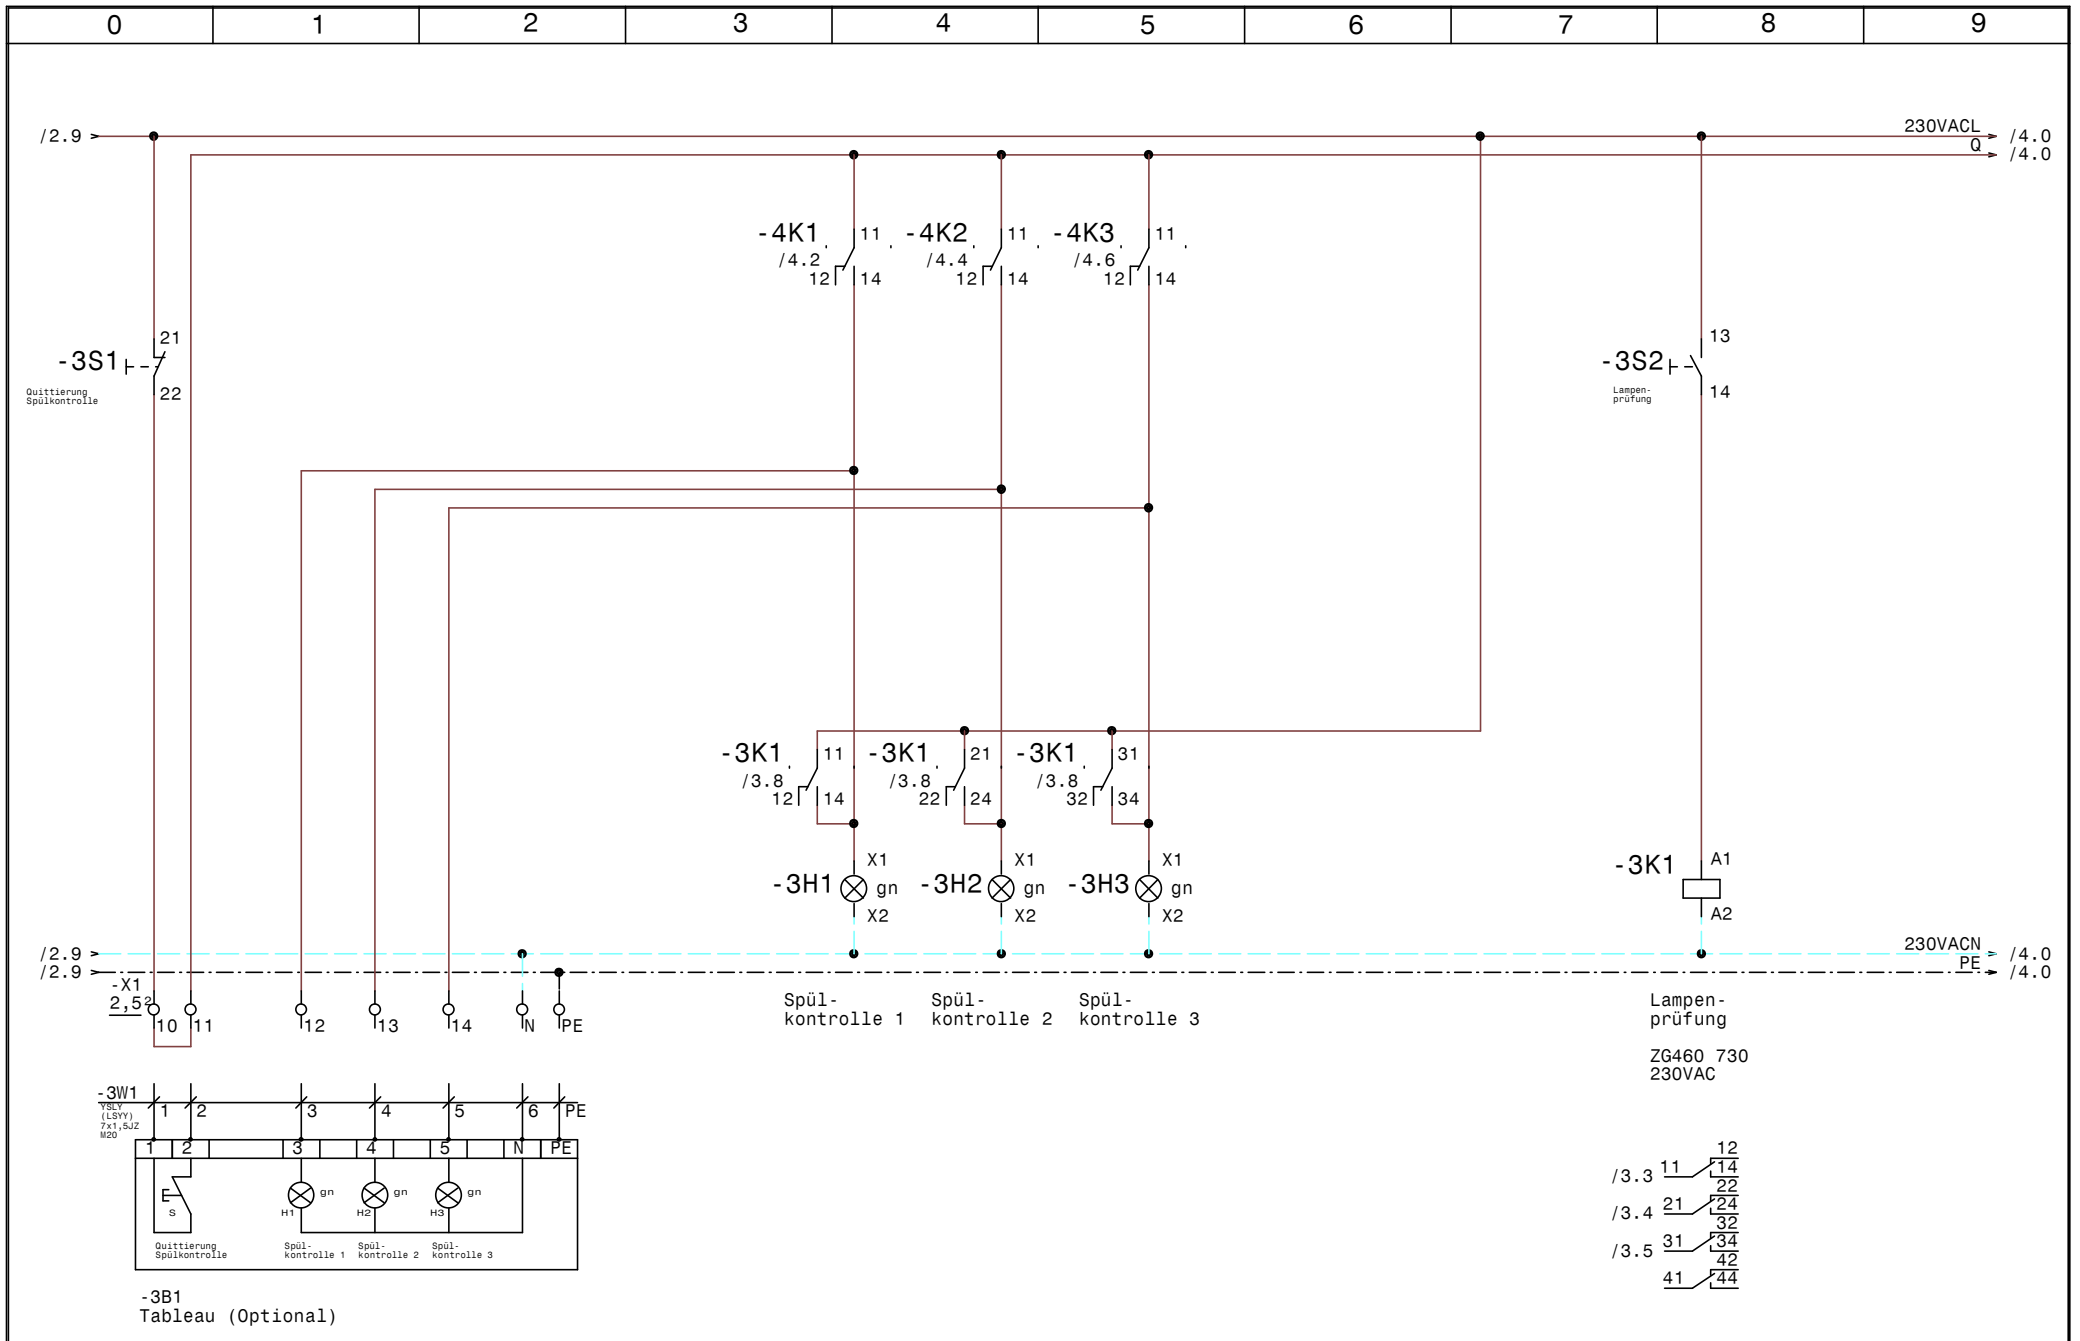 0 1 2 3 4 5 6 7 8 9
/2.9 230VACL /4.0
Q /4.0
-4K1 11 -4K2 11 -4K3 11
/4.2 /4.4 /4.6
12 14 12 14 12 14
21 13
-3S1 -3S2
Quittierung
Spülkontrolle
22
Lampen-
prüfung
14
-3K1 11 -3K1 21 -3K1 31
/3.8 /3.8 /3.8
12 14 22 24 32 34
X1 X1 X1 A1
-3H1 gn -3H2 gn -3H3 gn -3K1
X2 X2 X2 A2
/2.9 230VACN /4.0
/2.9 PE /4.0
-X1
2,5²
10 11 12 13 14 N PE
Spül-
kontrolle 1
Spül-
kontrolle 2
Spül-
kontrolle 3
Lampen-
prüfung
ZG460 730
230VAC
-3W1
YSLY
(LSYY)
7x1,5JZ
M20
1 2 3 4 5 6 PE
1 2 3 4 5 N PE
gn gn gn
S H1 H2 H3
Quittierung
Spülkontrolle
Spül-
kontrolle 1
Spül-
kontrolle 2
Spül-
kontrolle 3
-3B1
Tableau (Optional)
12
/3.3 11 14
22
/3.4 21 24
32
/3.5 31 34
42
41 44